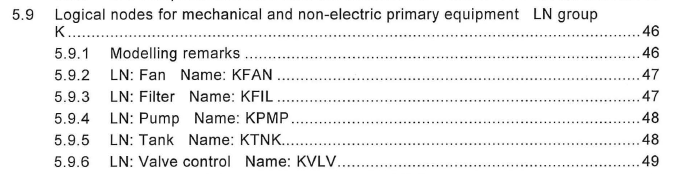 5.9 Logical nodes for mechanical and non-electric primary equipment LN group
K.......................................................................................................................... 46
5.9.1 Modelling remarks ................................................................................ 46
5.9.2 LN: Fan Name: KFAN .......................................................................... 47
5.9.3 LN: Filter Name: KFIL .......................................................................... 47
5.9.4 LN: Pump Name: KPMP....................................................................... 48
5.9.5 LN: Tank Name: KTNK......................................................................... 48
5.9.6 LN: Valve control Name: KVLV............................................................. 49